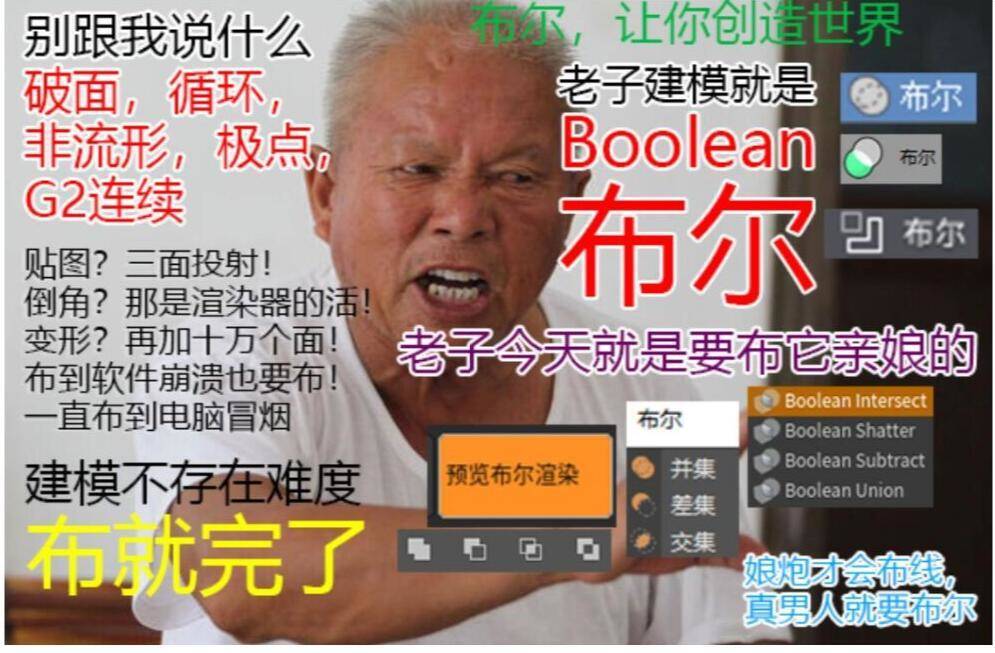 别跟我说什么
破面，循环，
非流形，极点，
G2连续
布尔，让你创造世界
老子建模就是
Boolean
布尔
布尔
布尔
布尔
贴图？三面投射！
倒角？那是渲染器的活！
变形？再加十万个面！
布到软件崩溃也要布！
一直布到电脑冒烟
老子今天就是要布它亲娘的
建模不存在难度
布就完了
预览布尔渲染
布尔
并集
差集
交集
Boolean Intersect
Boolean Shatter
Boolean Subtract
Boolean Union
娘炮才会布线，
真男人就要布尔